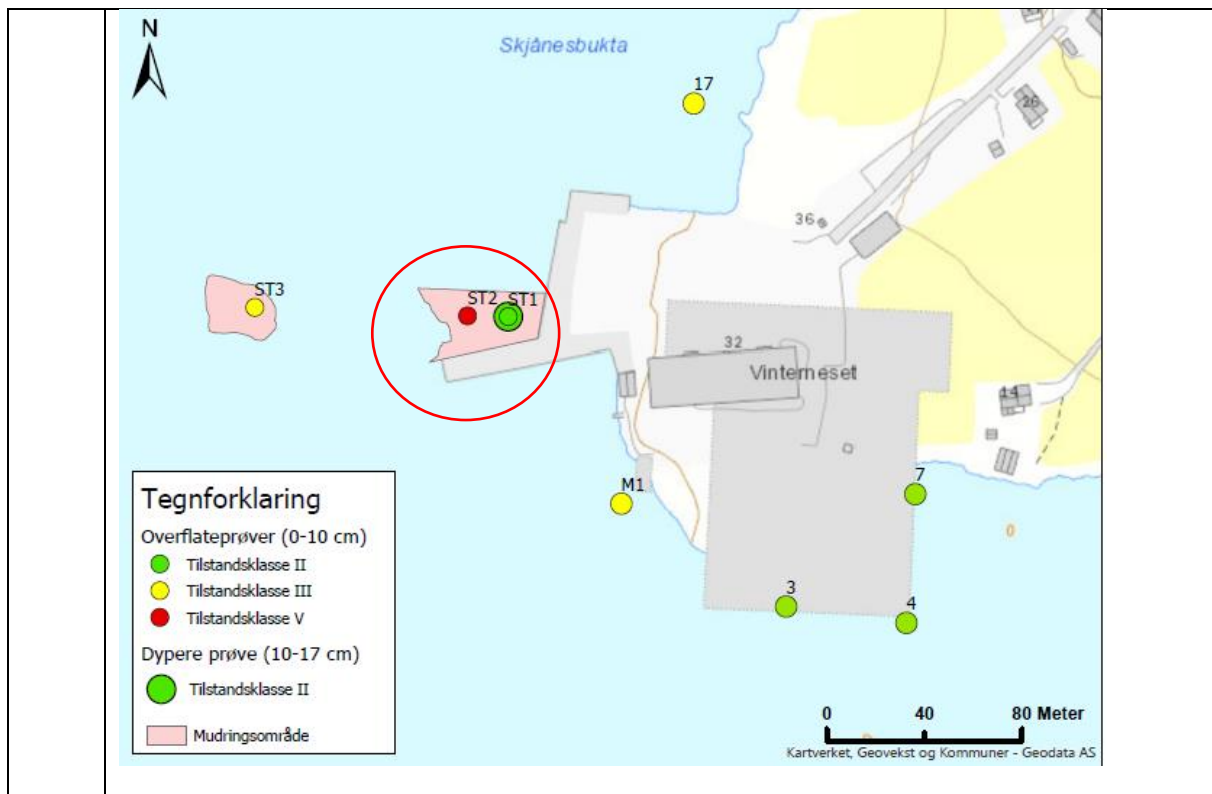 N
Skjånesbukta
17
26
36
ST3
ST2
ST1
32
Vinterneset
14
M1
7
0
3
4
Tegnforklaring
Overflateprøver (0-10 cm)
Tilstandsklasse II
Tilstandsklasse III
Tilstandsklasse V
Dypere prøve (10-17 cm)
Tilstandsklasse II
Mudringsområde
0 40 80 Meter
Kartverket, Geovekst og Kommuner - Geodata AS